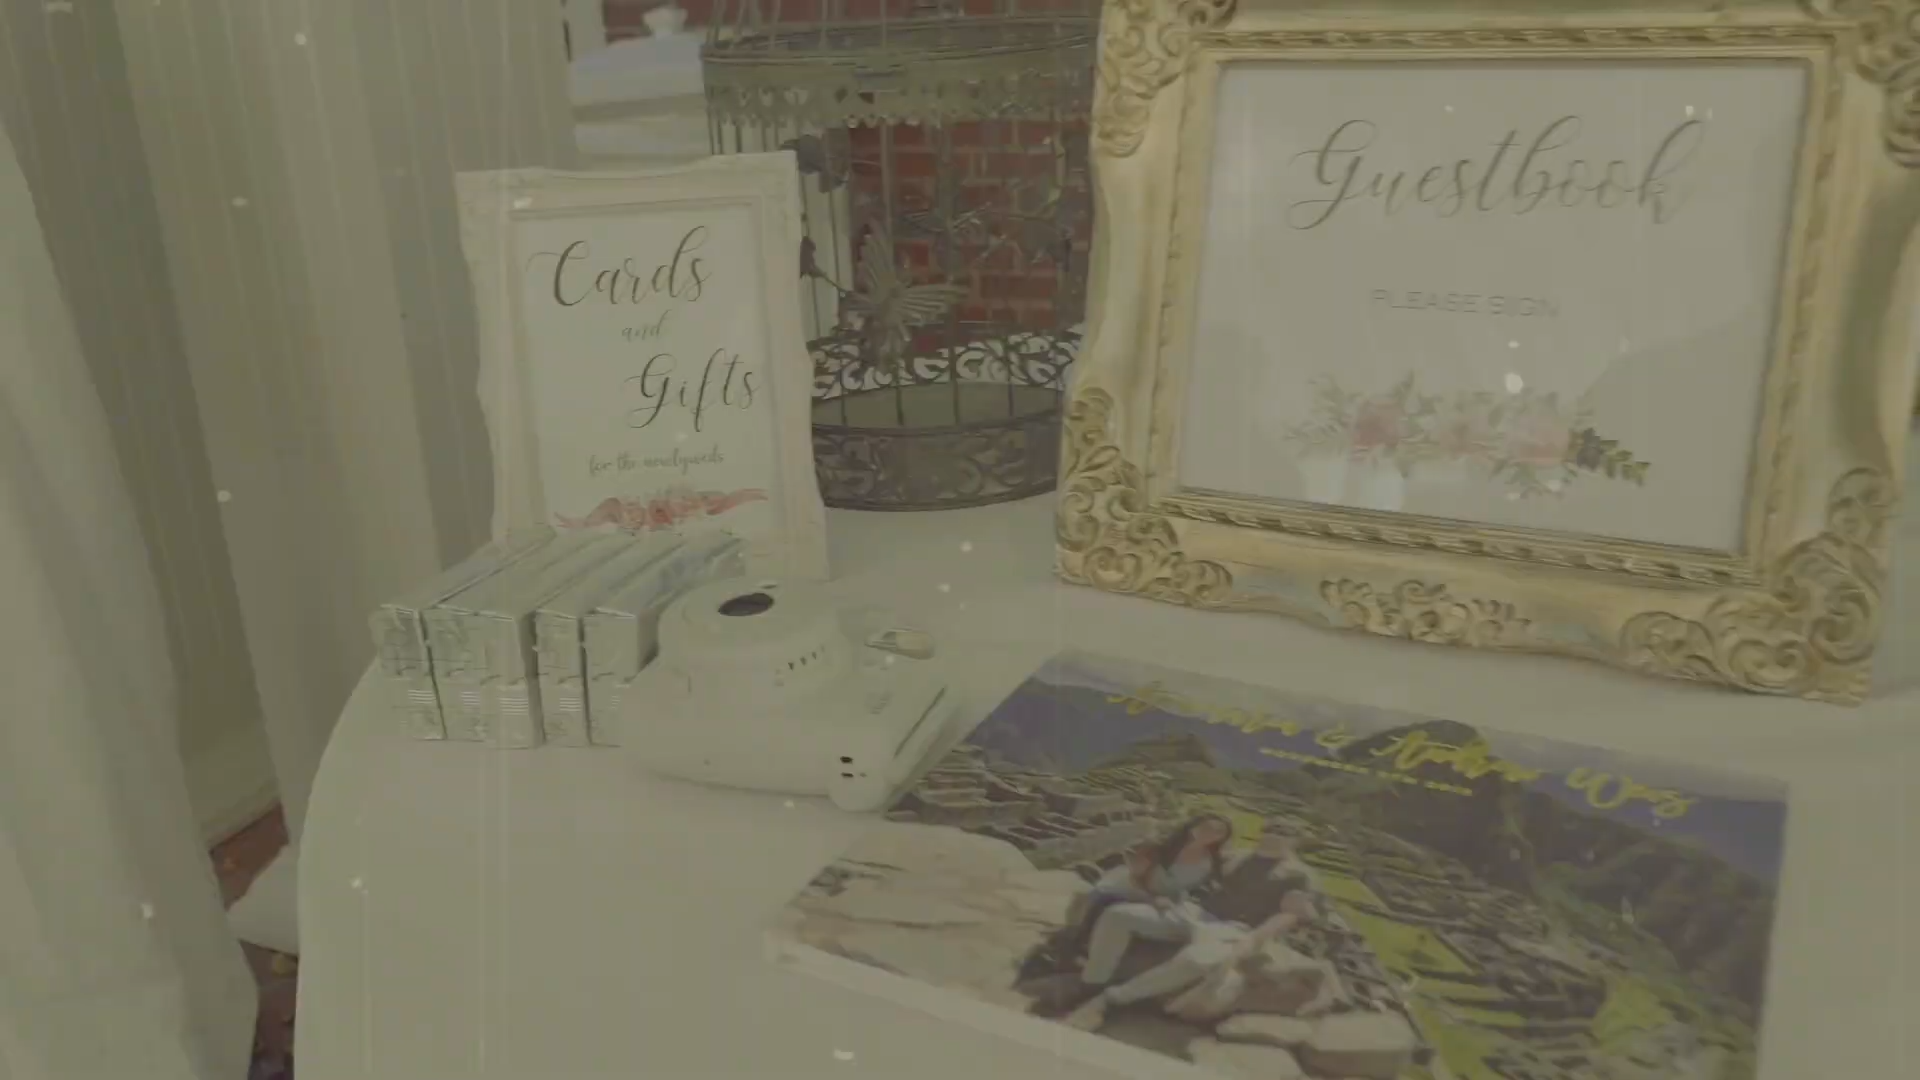 Cards
and
Gifts
for the newlyweds
Guestbook
PLEASE SIGN
&